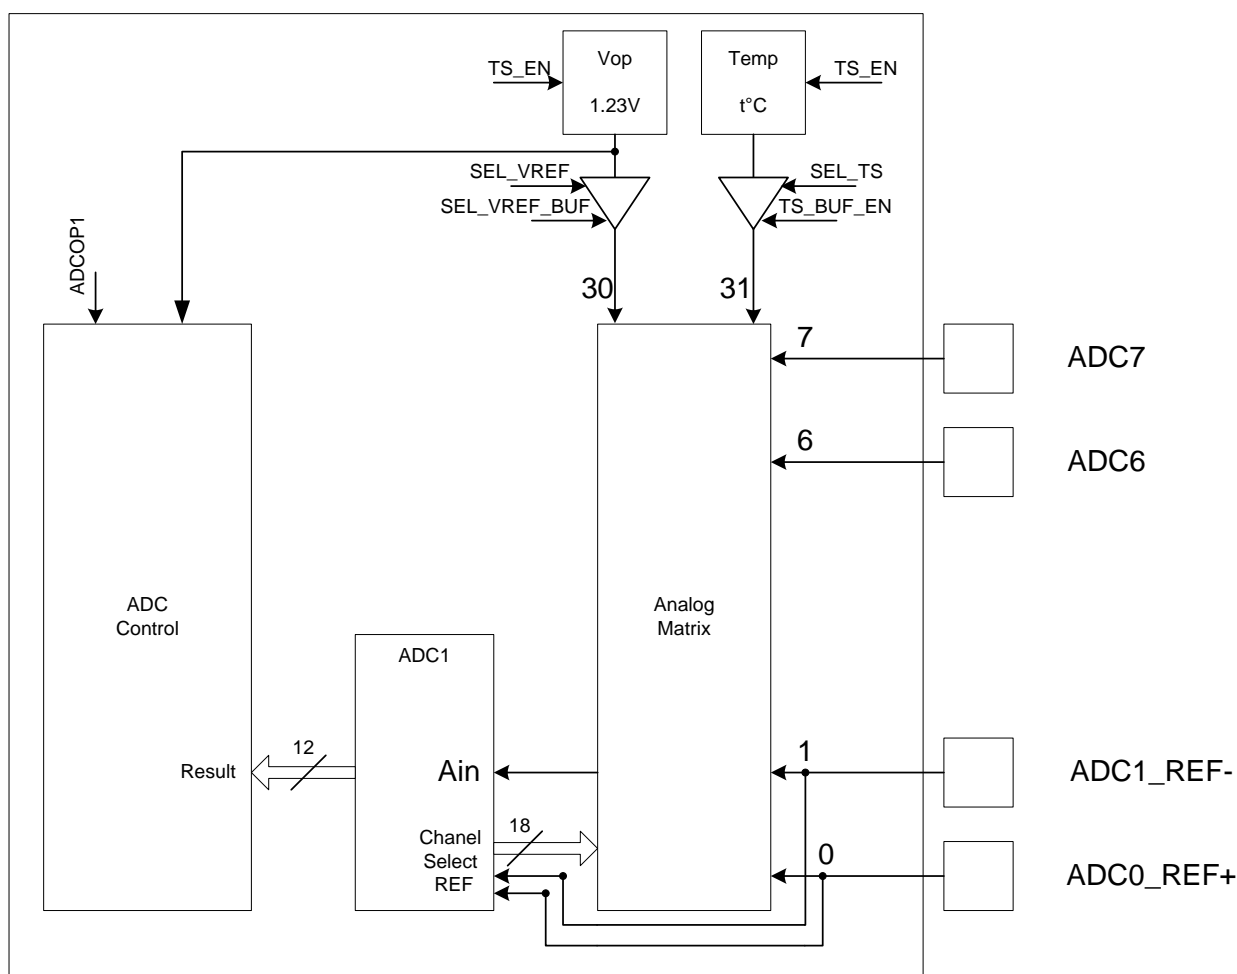 Vop
1.23V
Temp
t°C
TS_EN
TS_EN
SEL_VREF
SEL_VREF_BUF
SEL_TS
TS_BUF_EN
ADCOP1
30
31
7
ADC7
6
ADC6
ADC
Control
Analog
Matrix
ADC1
Result
12
Ain
1
ADC1_REF-
Chanel
Select
REF
18
0
ADC0_REF+